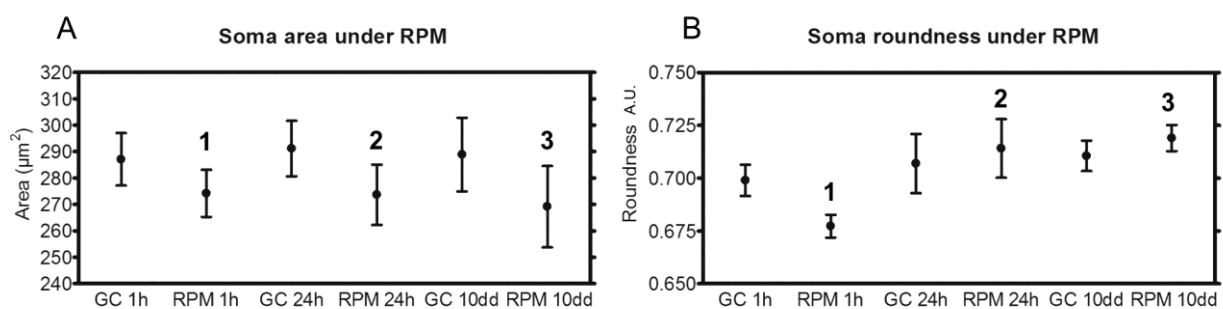 A
Soma area under RPM
320
310
300
290
280
270
260
250
240
Area (µm²)
1
2
3
GC 1h RPM 1h GC 24h RPM 24h GC 10dd RPM 10dd
B
Soma roundness under RPM
0.750
0.725
0.700
0.675
0.650
Roundness A.U.
1
2
3
GC 1h RPM 1h GC 24h RPM 24h GC 10dd RPM 10dd